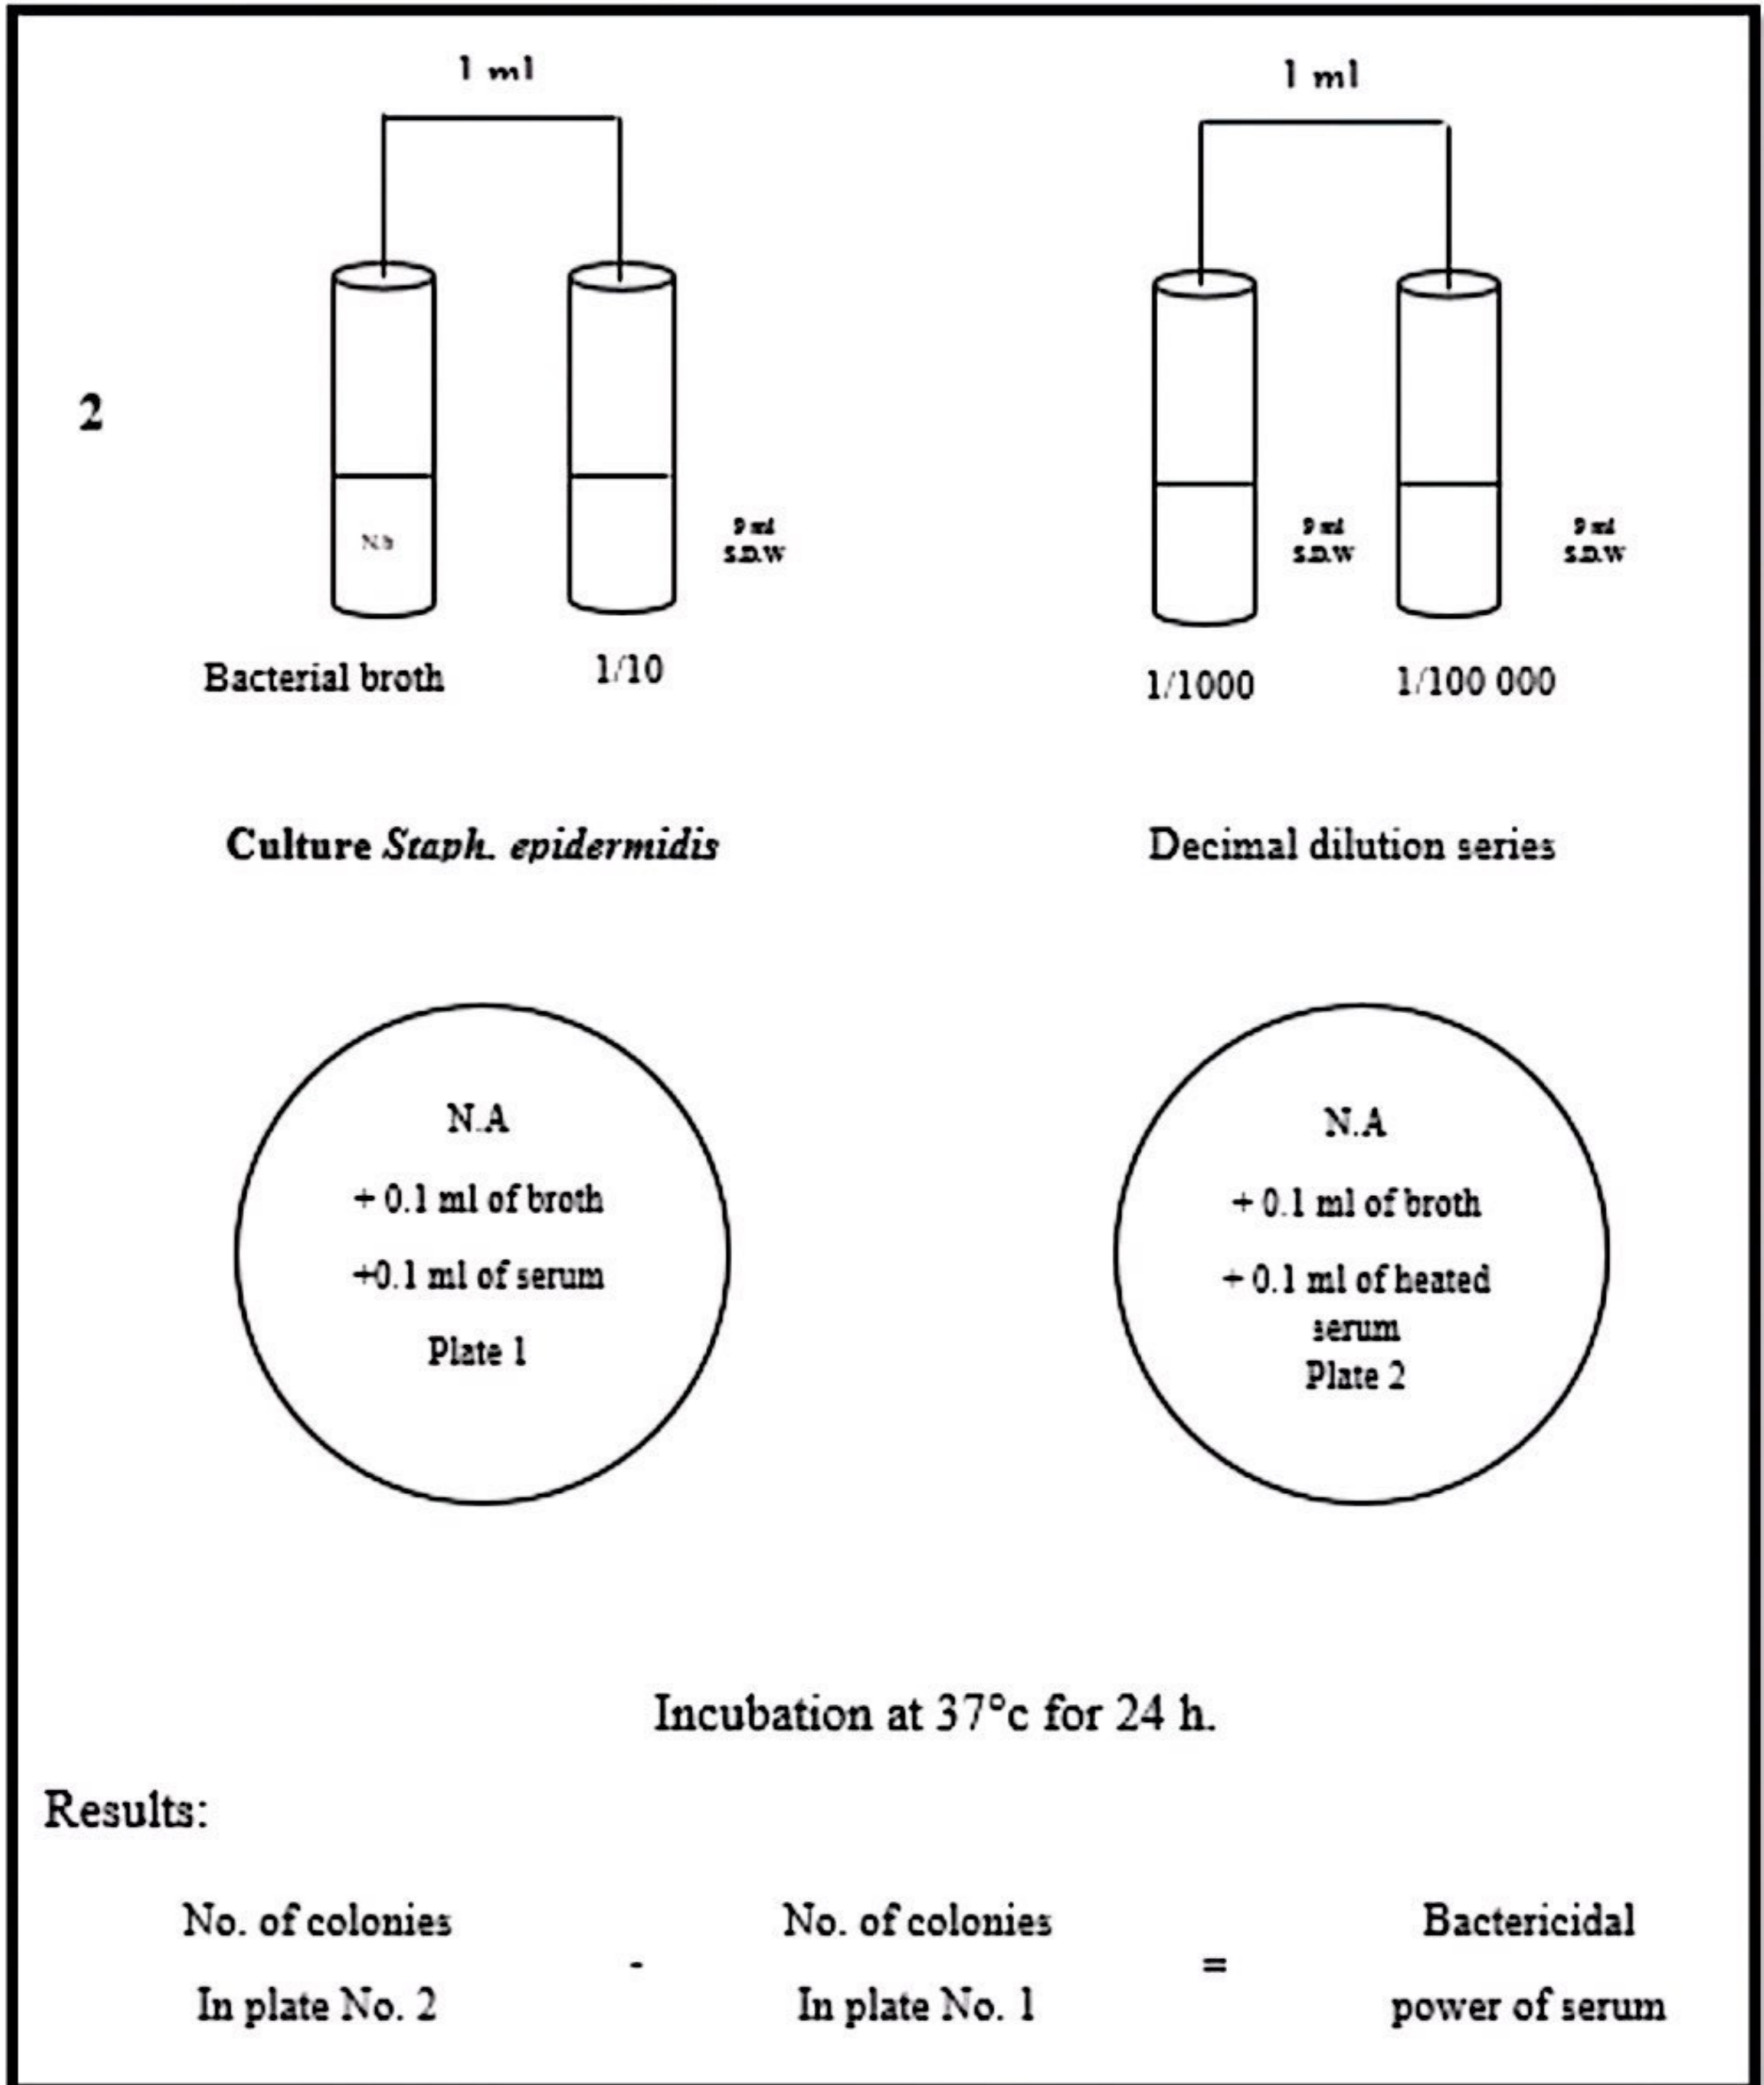 1 ml
1 ml
2
N.b
9 ml
S.D.W
9 ml
S.D.W
9 ml
S.D.W
Bacterial broth
1/10
1/1000
1/100 000
Culture Staph. epidermidis
Decimal dilution series
N.A
+ 0.1 ml of broth
+0.1 ml of serum
Plate 1
N.A
+ 0.1 ml of broth
+ 0.1 ml of heated
serum
Plate 2
Incubation at 37°c for 24 h.
Results:
No. of colonies
In plate No. 2
-
No. of colonies
In plate No. 1
=
Bactericidal
power of serum